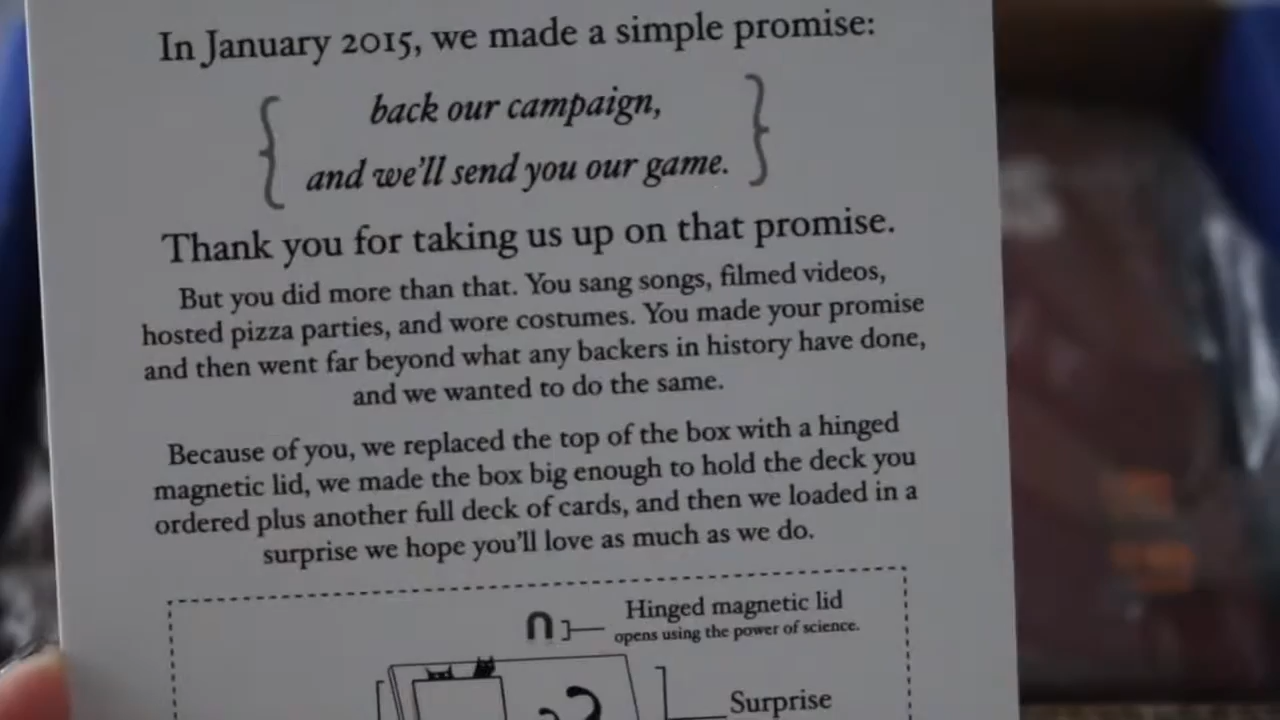 In January 2015, we made a simple promise:
back our campaign,
and we'll send you our game.
Thank you for taking us up on that promise.
But you did more than that. You sang songs, filmed videos,
hosted pizza parties, and wore costumes. You made your promise
and then went far beyond what any backers in history have done,
and we wanted to do the same.
Because of you, we replaced the top of the box with a hinged
magnetic lid, we made the box big enough to hold the deck you
ordered plus another full deck of cards, and then we loaded in a
surprise we hope you'll love as much as we do.
Hinged magnetic lid
opens using the power of science.
Surprise